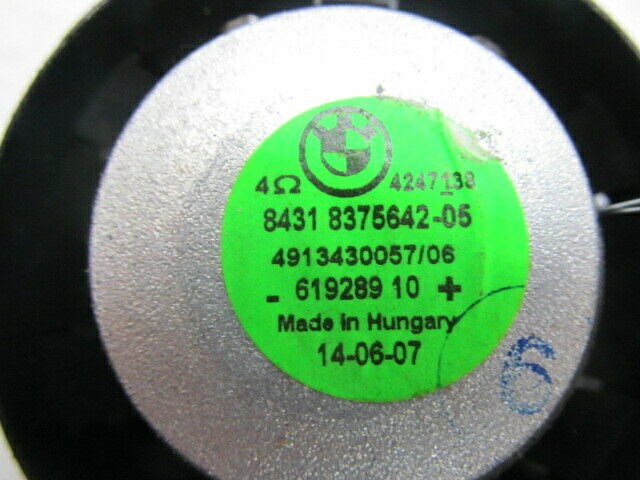 4Ω 4247138
8431 8375642-05
4913430057/06
- 619289 10 +
Made in Hungary
14-06-07
6